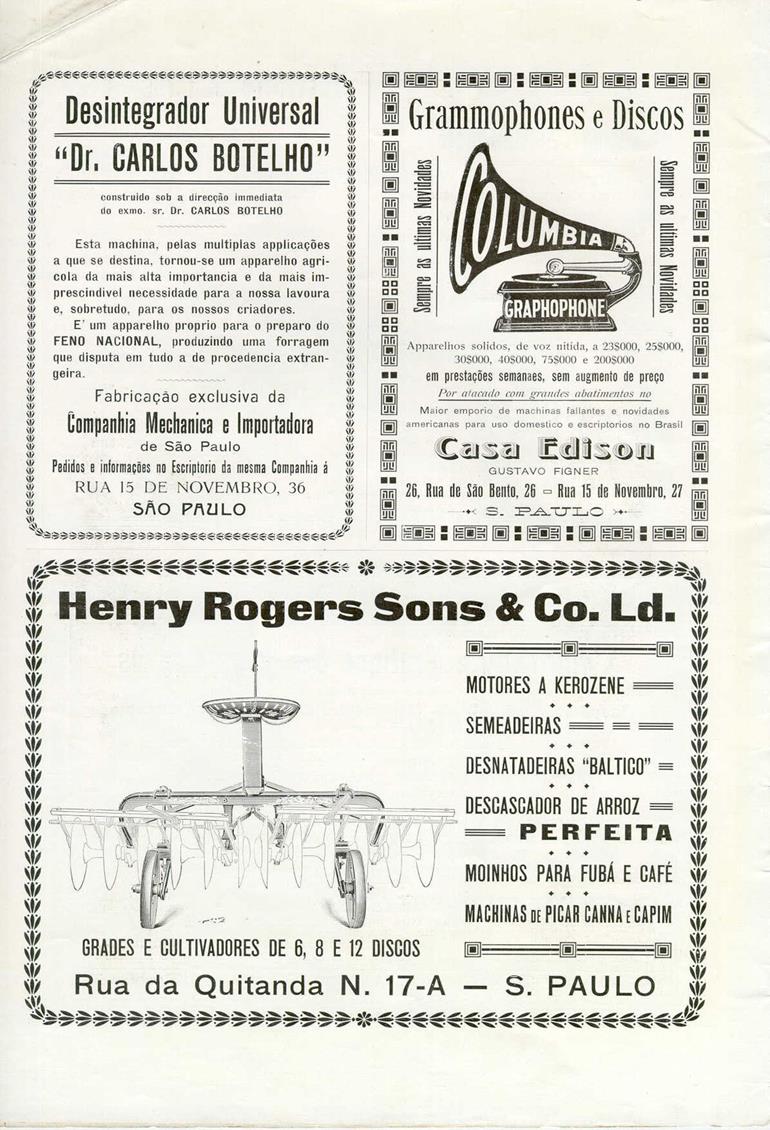 Desintegrador Universal
"Dr. CARLOS BOTELHO"
construido sob a direcção immediata
do exmo. sr. Dr. CARLOS BOTELHO
Esta machina, pelas multiplas applicações
a que se destina, tornou-se um apparelho agri-
cola da mais alta importancia e da mais im-
prescindivel necessidade para a nossa lavoura
e, sobretudo, para os nossos criadores.
E' um apparelho proprio para o preparo do
FENO NACIONAL, produzindo uma forragem
que disputa em tudo a de procedencia extran-
geira.
Fabricação exclusiva da
Companhia Mechanica e Importadora
de São Paulo
Pedidos e informações no Escriptorio da mesma Companhia á
RUA 15 DE NOVEMBRO, 36
SÃO PAULO
Grammophones e Discos
Sempre as ultimas Novidades
COLUMBIA
GRAPHOPHONE
Sempre as ultimas Novidades
Apparelhos solidos, de voz nitida, a 23$000, 25$000,
30$000, 40$000, 75$000 e 200$000
em prestações semanaes, sem augmento de preço
Por atacado com grandes abatimentos no
Maior emporio de machinas fallantes e novidades
americanas para uso domestico e escriptorios no Brasil
Casa Edison
GUSTAVO FIGNER
26, Rua de São Bento, 26 = Rua 15 de Novembro, 27
S. PAULO
Henry Rogers Sons & Co. Ld.
MOTORES A KEROZENE
SEMEADEIRAS
DESNATADEIRAS "BALTICO"
DESCASCADOR DE ARROZ
PERFEITA
MOINHOS PARA FUBÁ E CAFÉ
MACHINAS DE PICAR CANNA E CAPIM
GRADES E CULTIVADORES DE 6, 8 E 12 DISCOS
Rua da Quitanda N. 17-A — S. PAULO